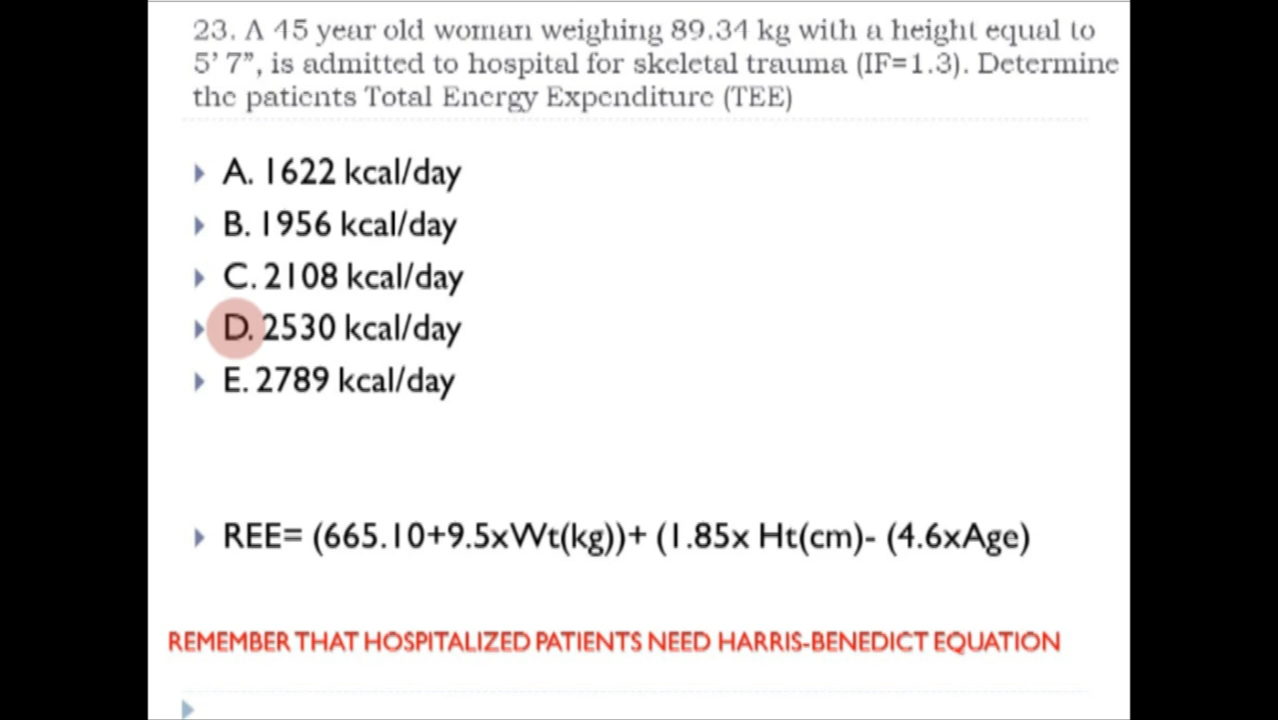 23. A 45 year old woman weighing 89.34 kg with a height equal to
5' 7”, is admitted to hospital for skeletal trauma (IF=1.3). Determine
the patients Total Energy Expenditure (TEE)
A. 1622 kcal/day
B. 1956 kcal/day
C. 2108 kcal/day
D. 2530 kcal/day
E. 2789 kcal/day
REE= (665.10+9.5xWt(kg))+ (1.85x Ht(cm)- (4.6xAge)
REMEMBER THAT HOSPITALIZED PATIENTS NEED HARRIS-BENEDICT EQUATION